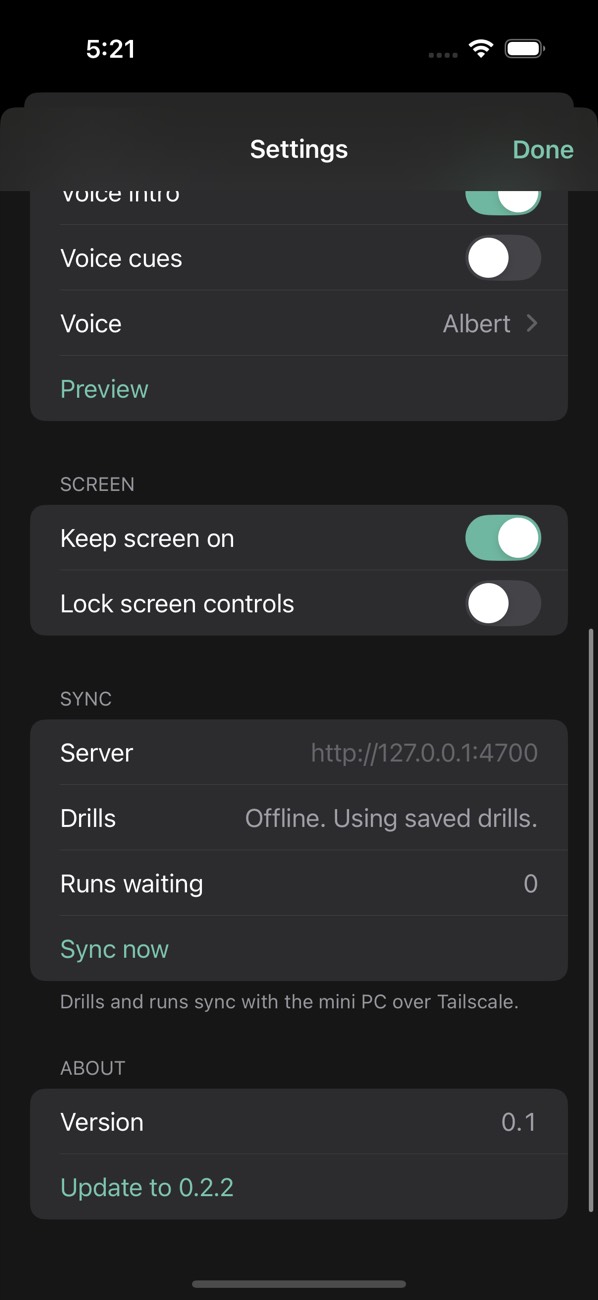 5:21
Settings
Done
Voice intro
Voice cues
Voice
Albert
Preview
SCREEN
Keep screen on
Lock screen controls
SYNC
Server
http://127.0.0.1:4700
Drills
Offline. Using saved drills.
Runs waiting
0
Sync now
Drills and runs sync with the mini PC over Tailscale.
ABOUT
Version
0.1
Update to 0.2.2